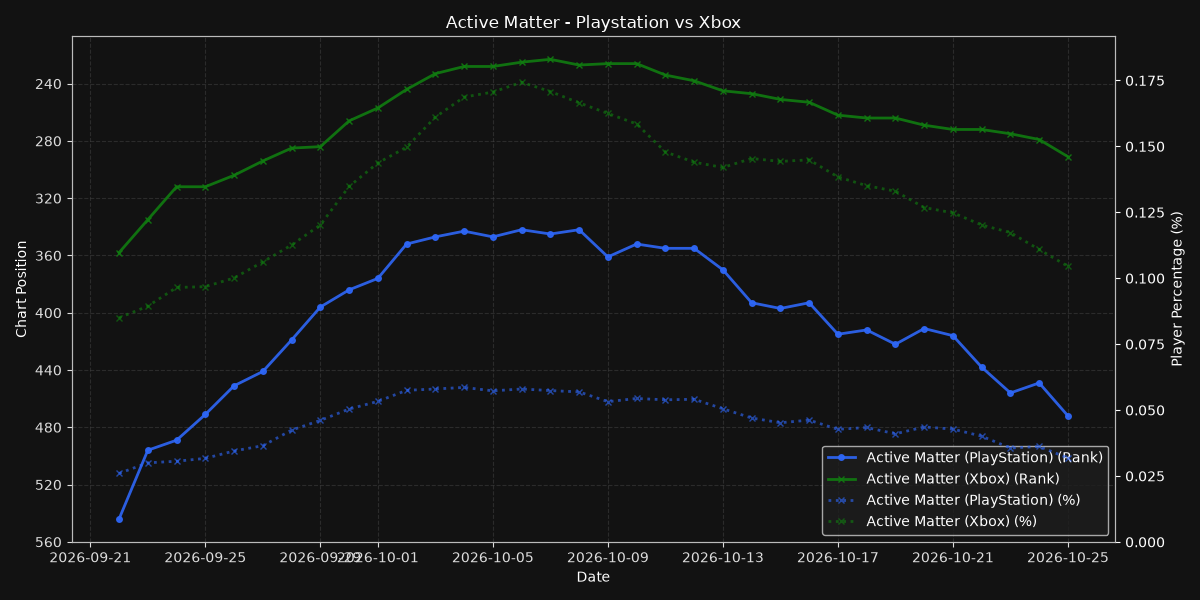 Active Matter - Playstation vs Xbox
Chart Position
240
280
320
360
400
440
480
520
560
0.175
0.150
0.125
0.100
0.075
0.050
0.025
0.000
Player Percentage (%)
Active Matter (PlayStation) (Rank)
Active Matter (Xbox) (Rank)
Active Matter (PlayStation) (%)
Active Matter (Xbox) (%)
2026-09-21 2026-09-25 2026-09-29 2026-10-01 2026-10-05 2026-10-09 2026-10-13 2026-10-17 2026-10-21 2026-10-25
Date